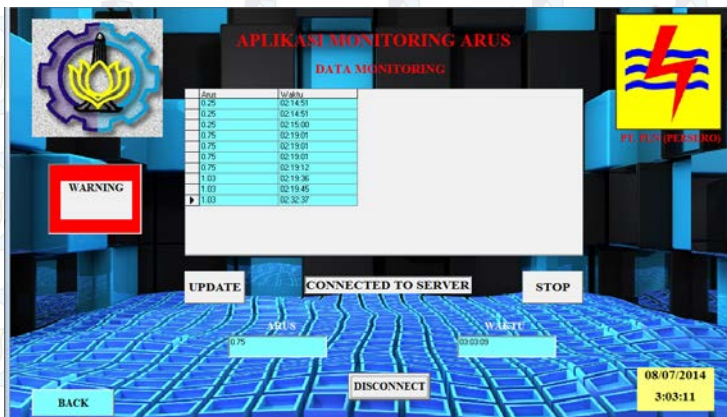 APLIKASI MONITORING ARUS
DATA MONITORING
Arus Waktu
0.25 02:14:51
0.25 02:14:51
0.25 02:15:00
0.75 02:19:01
0.75 02:19:01
0.75 02:19:01
0.75 02:19:12
1.03 02:19:36
1.03 02:19:45
1.03 02:32:37
PT. PLN (PERSERO)
WARNING
UPDATE
CONNECTED TO SERVER
STOP
ARUS
WAKTU
0.75
03:03:09
DISCONNECT
BACK
08/07/2014
3:03:11